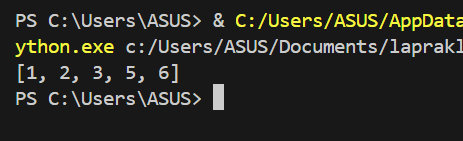 PS C:\Users\ASUS> & C:/Users/ASUS/AppData
ython.exe c:/Users/ASUS/Documents/laprakl
[1, 2, 3, 5, 6]
PS C:\Users\ASUS>